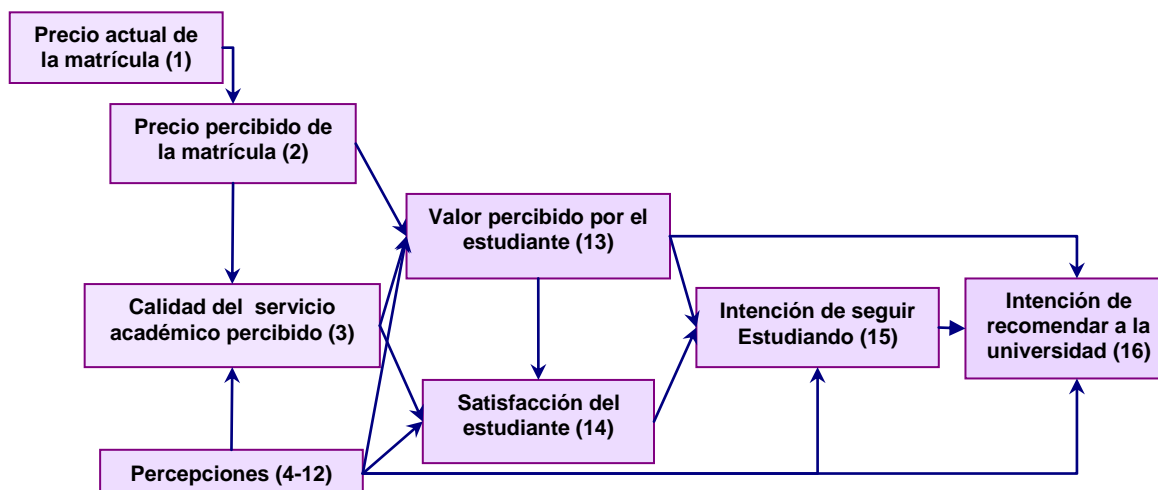 Precio actual de
la matrícula (1)
Precio percibido de
la matrícula (2)
Valor percibido por el
estudiante (13)
Calidad del servicio
académico percibido (3)
Intención de seguir
Estudiando (15)
Intención de
recomendar a la
universidad (16)
Satisfacción del
estudiante (14)
Percepciones (4-12)